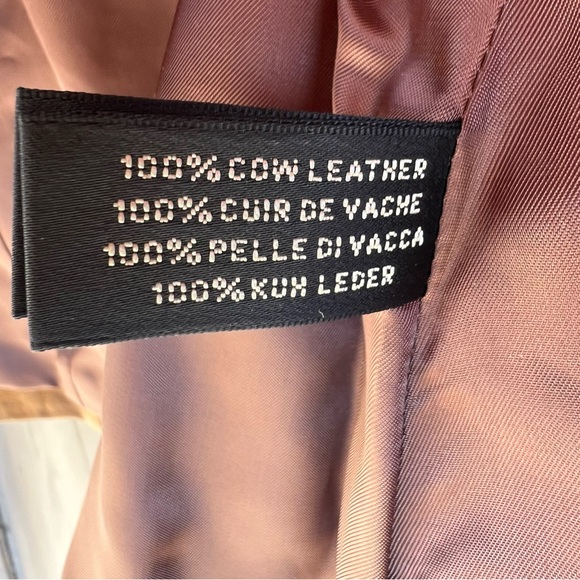 100% COW LEATHER
100% CUIR DE VACHE
100% PELLE DI VACCA
100% KUH LEDER